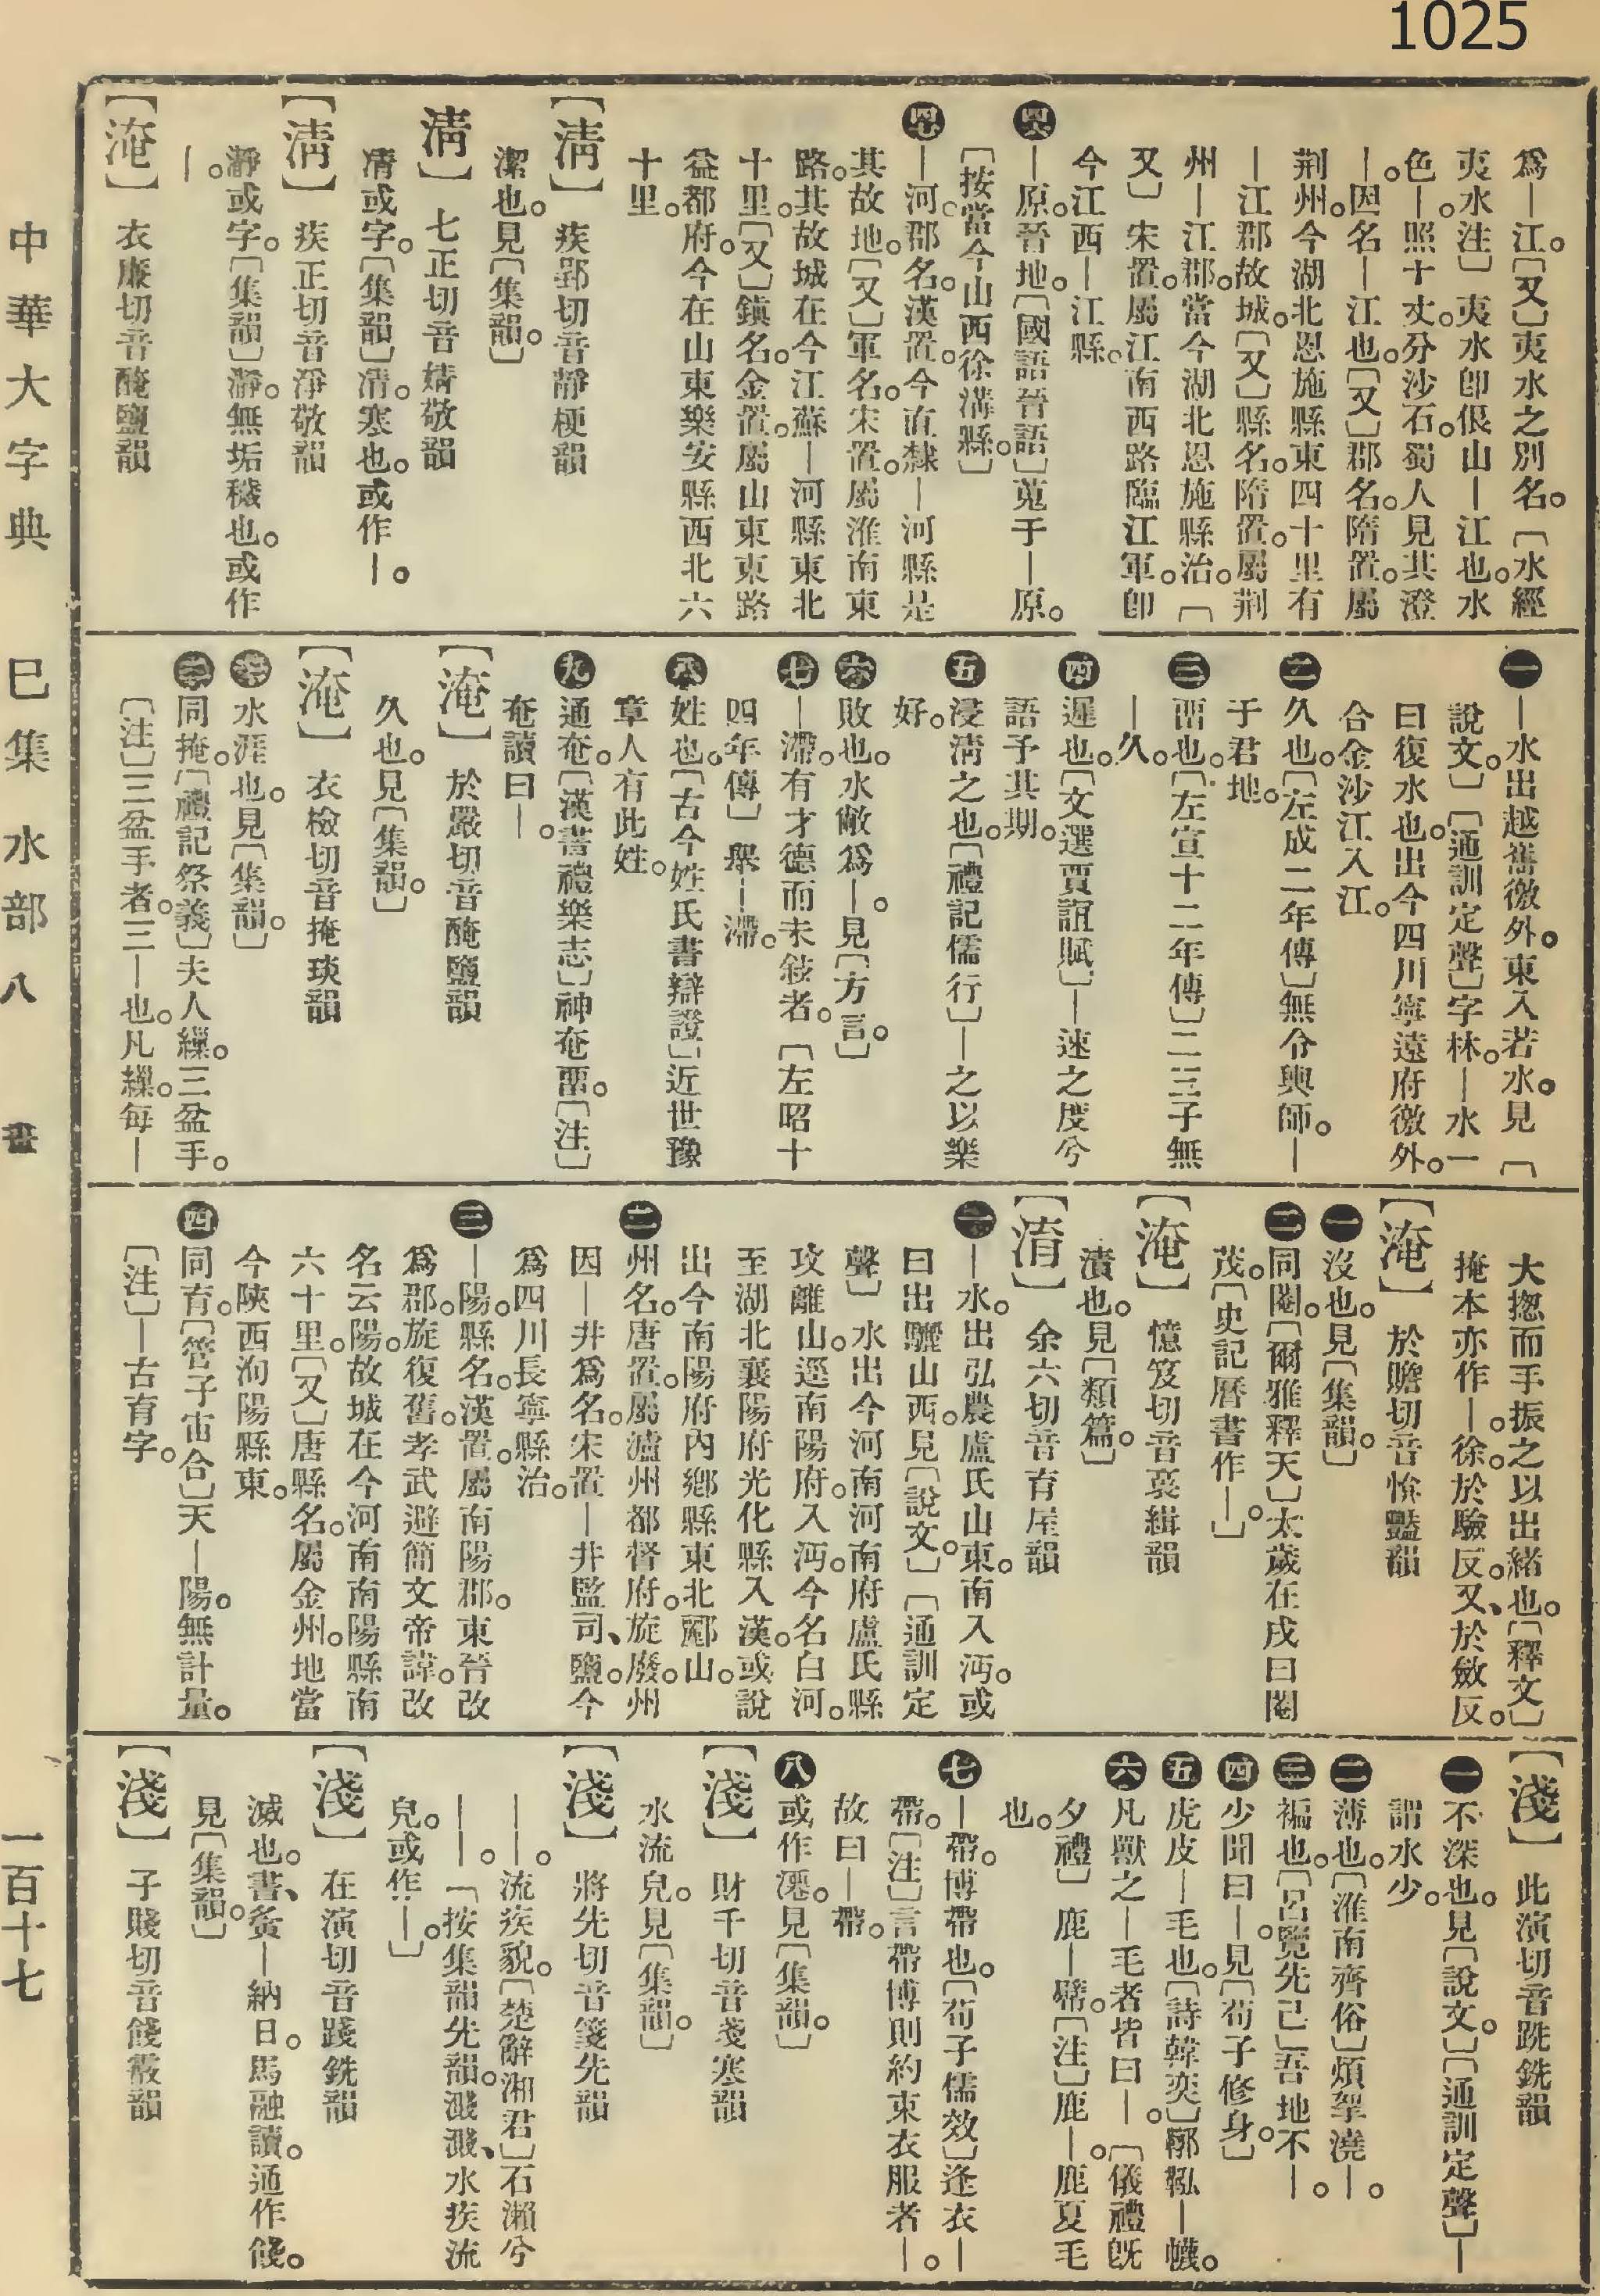 1025
爲—江。〔又〕夷水之別名。〔水經
夷水注〕夷水卽佷山—江也。水
色—照十丈。分沙石。蜀人見其澄
—。因名—江也。〔又〕郡名。隋置。屬
荆州。今湖北恩施縣東四十里有
—江郡故城。〔又〕縣名。隋置。屬荆
州—江郡。當今湖北恩施縣治。〔
又〕宋置。屬江南西路臨江軍。卽
今江西—江縣。
四六 —原。晉地。〔國語晉語〕蒐于—原。
〔按當今山西徐溝縣。〕
四七 —河。郡名。漢置。今直隸—河縣是
其故地。〔又〕軍名。宋置。屬淮南東
路。其故城在今江蘇—河縣東北
十里。〔又〕鎮名。金置。屬山東東路
益都府。今在山東樂安縣西北六
十里。
〔淸〕疾郢切音靜梗韻
潔也。見〔集韻。〕
淸〕七正切音婧敬韻
凊或字。〔集韻〕凊。寒也。或作—。
〔淸〕疾正切音淨敬韻
瀞或字。〔集韻〕瀞。無垢穢也。或作
—。
〔淹〕衣廉切音醃鹽韻
一 —水出越巂徼外。東入若水。見〔
說文。〕〔通訓定聲〕字林。—水一
曰復水也。出今四川寧遠府徼外。
合金沙江入江。
二 久也。〔左成二年傳〕無令輿師。—
于君地。
三 畱也。〔左宣十二年傳〕二三子無
—久。
四 遲也。〔文選賈誼賦〕—速之度兮
語予其期。
五 浸漬之也。〔禮記儒行〕—之以樂
好。
六 敗也。水敝爲—。見〔方言。〕
七 —滯。有才德而未敍者。〔左昭十
四年傳〕舉—滯。
八 姓也。〔古今姓氏書辯證〕近世豫
章人有此姓。
九 通奄。〔漢書禮樂志〕神奄畱。〔注〕
奄讀曰—。
〔淹〕於嚴切音醃鹽韻
久也。見〔集韻。〕
〔淹〕衣檢切音掩琰韻
一 水涯也。見〔集韻。〕
二 同掩。〔禮記祭義〕夫人繅。三盆手。
〔注〕三盆手者。三—也。凡繅。每—
大揔而手振之以出緖也。〔釋文〕
掩本亦作—。徐。於驗反。又、於斂反。
〔淹〕於贍切音愴豔韻
一 沒也。見〔集韻。〕
二 同閹。〔爾雅釋天〕太歲在戌曰閹
茂。〔史記曆書作—。〕
〔淹〕憶笈切音裛緝韻
漬也。見〔類篇。〕
〔淯〕余六切音育屋韻
一 —水。出弘農盧氏山東。南入沔。或
曰出酈山西。見〔說文。〕〔通訓定
聲〕水出今河南河南府盧氏縣
攻離山。逕南陽府。入沔。今名白河。
至湖北襄陽府光化縣入漢。或說
出今南陽府內鄕縣東北酈山。
二 州名。唐置。屬瀘州都督府。旋廢。州
因—井爲名。宋置—井監司、鹽。今
爲四川長寧縣治。
三 —陽。縣名。漢置。屬南陽郡。東晉改
爲郡。旋復舊。孝武避簡文帝諱。改
名云陽。故城在今河南南陽縣南
六十里。〔又〕唐縣名。屬金州。地當
今陝西洵陽縣東。
四 同育。〔管子宙合〕天—陽。無計量。
〔注〕—古育字。
〔淺〕此演切音跣銑韻
一 不深也。見〔說文。〕〔通訓定聲〕—
謂水少。
二 薄也。〔淮南齊俗〕煩挐澆—。
三 褊也。〔呂覽先己〕吾地不—。
四 少聞曰—。見〔荀子修身。〕
五 虎皮—毛也。〔詩韓奕〕鞹鞃—幭。
六 凡獸之—毛者皆曰—。〔儀禮旣
夕禮〕鹿—幦。〔注〕鹿—。鹿夏毛
也。
七 —帶。博帶也。〔荀子儒效〕逢衣—
帶。〔注〕言帶博則約束衣服者—。
故曰—帶。
八 或作濅。見〔集韻。〕
〔淺〕財千切音戔寒韻
水流皃。見〔集韻。〕
〔淺〕將先切音箋先韻
——。流疾貌。〔楚辭湘君〕石瀨兮
——。〔按集韻先韻。濺濺、水疾流
皃。或作—。〕
〔淺〕在演切音踐銑韻
滅也。書、夤—納日。馬融讀。通作餞。
見〔集韻。〕
〔淺〕子賤切音餞霰韻
中華大字典 巳集 水部 八畫 一百十七